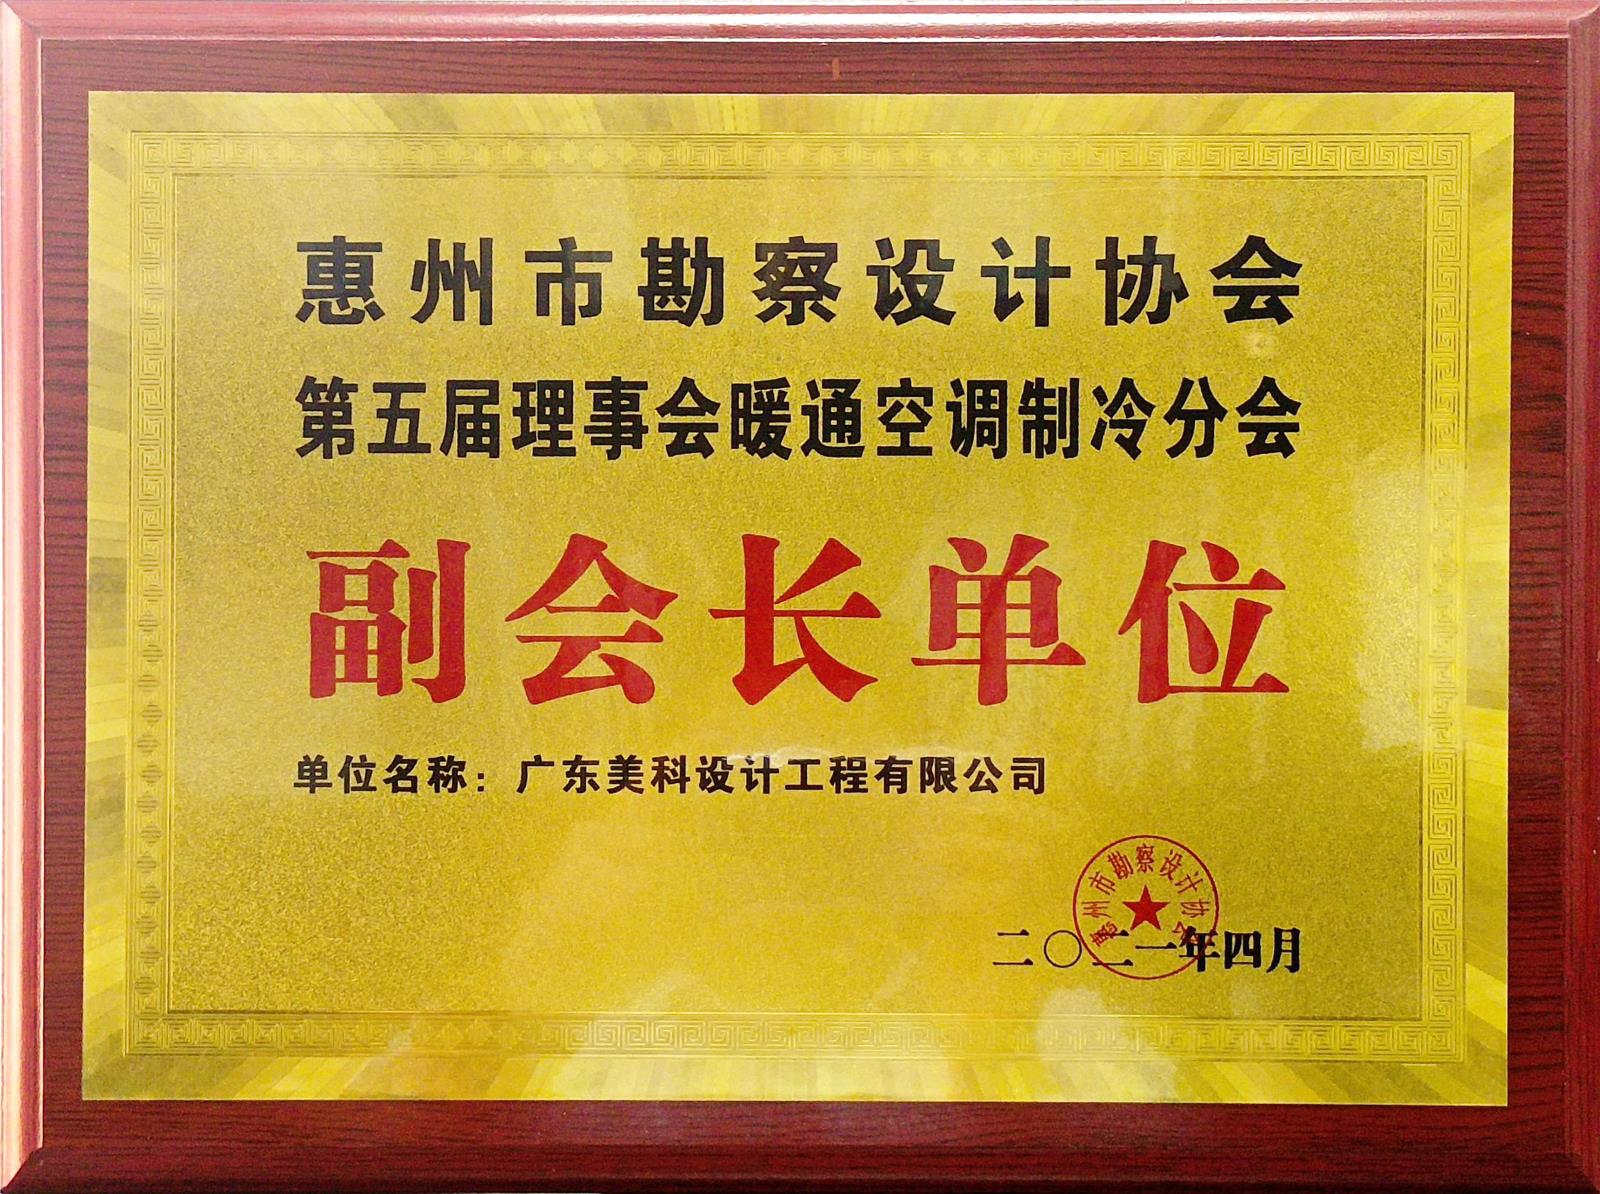 惠州市勘察设计协会
第五届理事会暖通空调制冷分会
副会长单位
单位名称：广东美科设计工程有限公司
惠州市勘察设计协会
二〇二一年四月